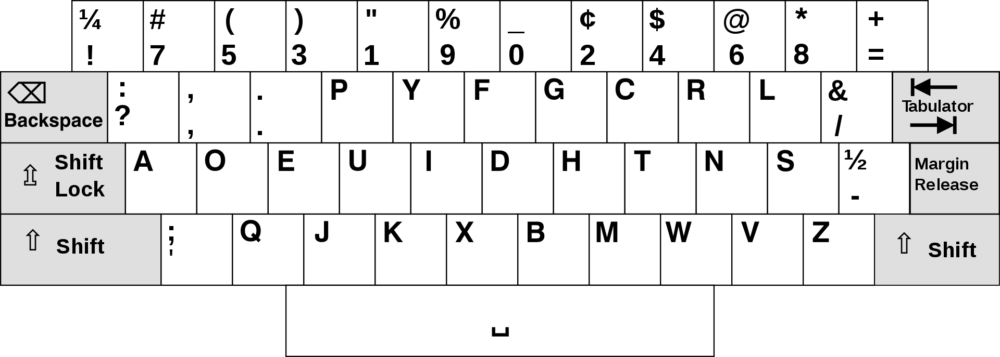 ¼ # ( ) " % _ ¢ $ @ * +
! 7 5 3 1 9 0 2 4 6 8 =
: , . P Y F G C R L &
Backspace ? , . / Tabulator
Shift Lock A O E U I D H T N S ½ Margin
- Release
Shift ; Q J K X B M W V Z Shift
'